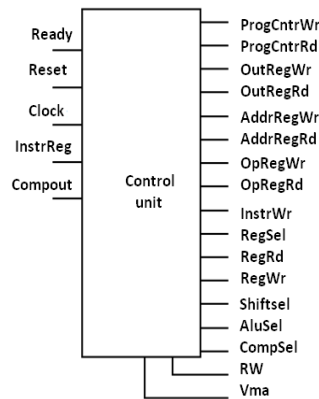 Ready
Reset
Clock
InstrReg
Compout
Control
unit
ProgCntrWr
ProgCntrRd
OutRegWr
OutRegRd
AddrRegWr
AddrRegRd
OpRegWr
OpRegRd
InstrWr
RegSel
RegRd
RegWr
Shiftsel
AluSel
CompSel
RW
Vma